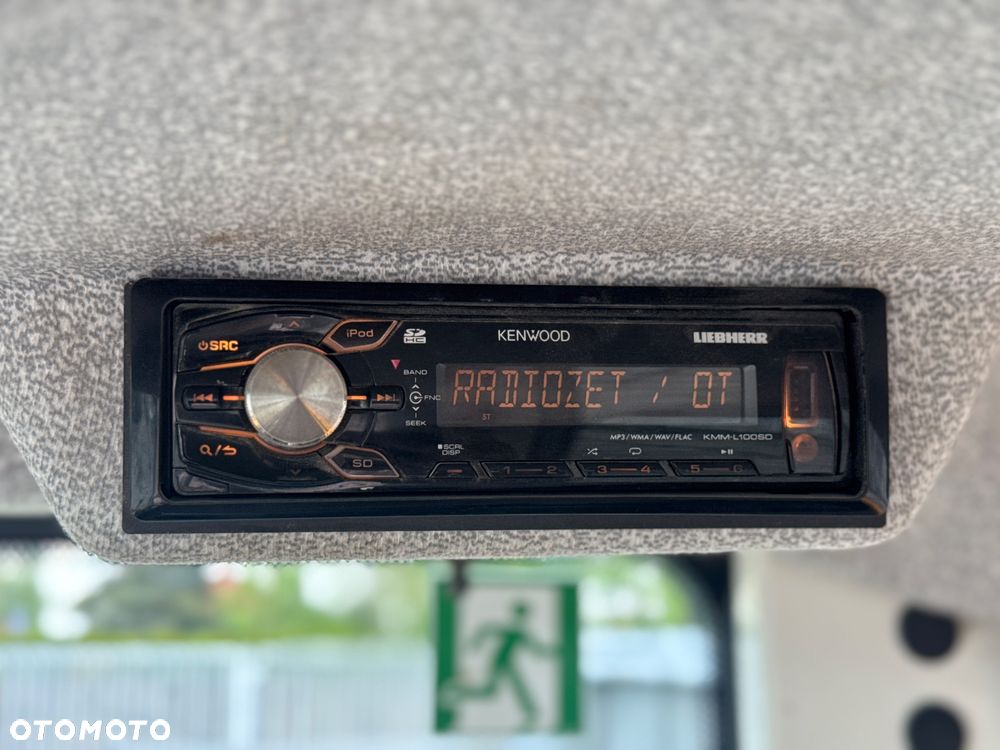 SRC
iPod
SD HC
KENWOOD
LIEBHERR
BAND
FNC
SEEK
RADIOZET / OT
ST
MP3/WMA/WAV/FLAC KMM-L100SD
SD
SCRL
DISP
1 2
3 4
5 6
OTOMOTO